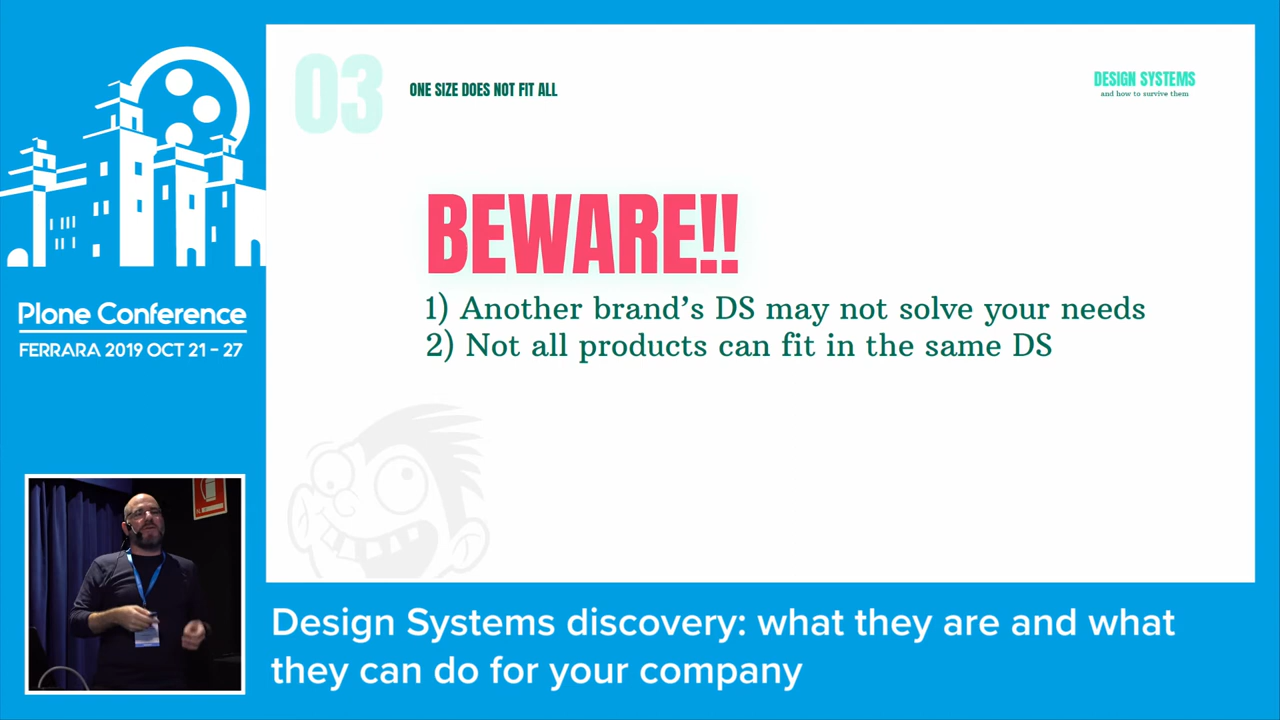 03
ONE SIZE DOES NOT FIT ALL
DESIGN SYSTEMS
and how to survive them
BEWARE!!
1) Another brand's DS may not solve your needs
2) Not all products can fit in the same DS
Plone Conference
FERRARA 2019 OCT 21 - 27
Design Systems discovery: what they are and what
they can do for your company